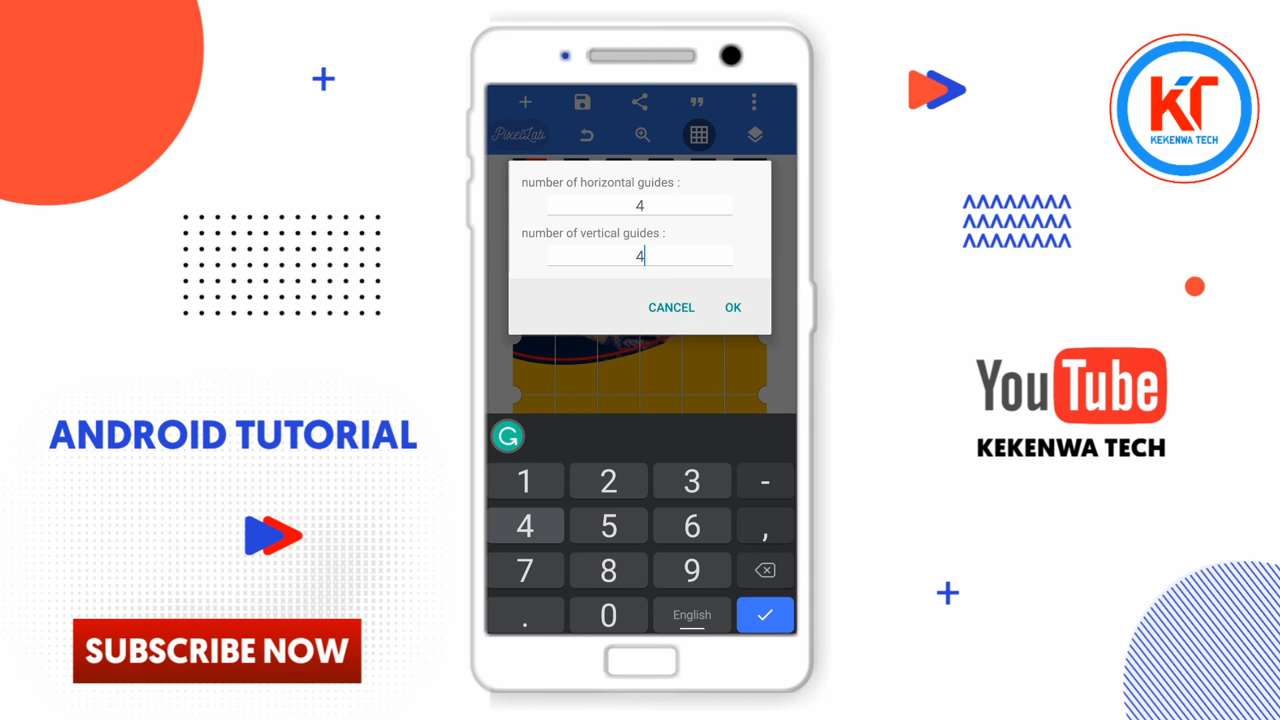 PixelLab
number of horizontal guides :
4
number of vertical guides :
4
CANCEL OK
1 2 3 -
4 5 6 ,
7 8 9
. 0 English
ANDROID TUTORIAL
SUBSCRIBE NOW
KT
KEKENWA TECH
YouTube
KEKENWA TECH